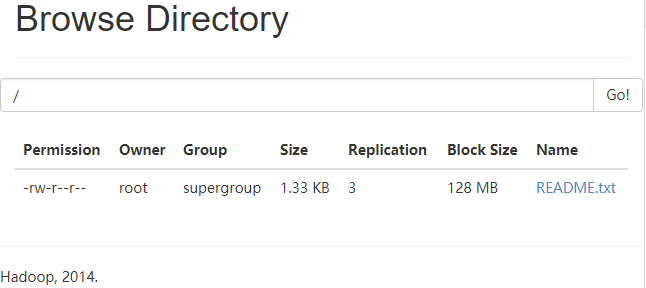 Browse Directory
/ Go!
Permission Owner Group Size Replication Block Size Name
-rw-r--r-- root supergroup 1.33 KB 3 128 MB README.txt
Hadoop, 2014.